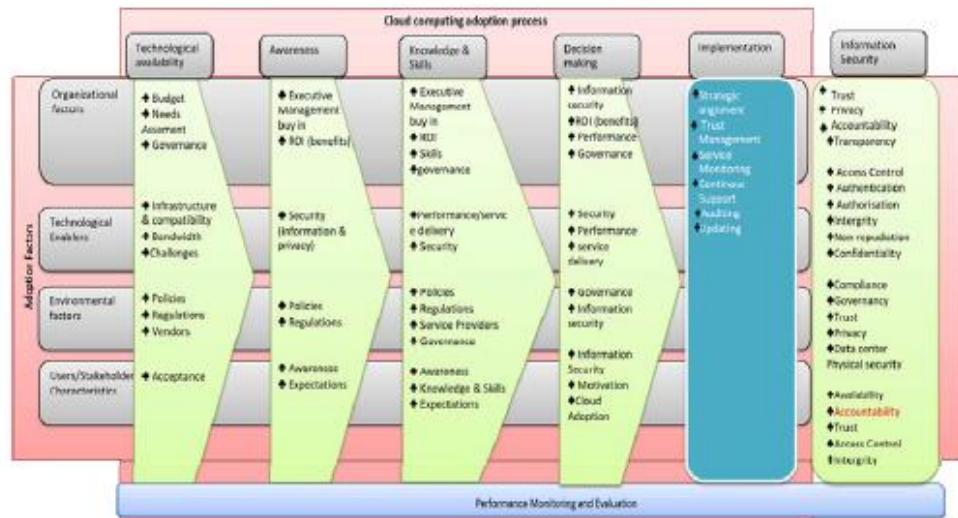 Cloud computing adoption process
Technological
availability
Awareness
Knowledge &
Skills
Decision
making
Implementation
Information
Security
Adoption Factors
Organizational
factors
Budget
Needs
Assement
Governance
Executive
Management
buy in
ROI (benefits)
Executive
Management
buy in
ROI
Skills
governance
Information
security
ROI (benefits)
Performance
Governance
Strategic
alignment
Trust
Management
Service
Monitoring
Support
Auditing
Updating
Trust
Privacy
Accountability
Transparency
Technological
Enablers
Infrastructure
& compatibility
Bandwidth
Challenges
Security
(information &
privacy)
Performance/servic
e delivery
Security
Security
Performance
service
delivery
Access Control
Authentication
Authorisation
Intergrity
Non repudiation
Confidentiality
Environmental
factors
Policies
Regulations
Vendors
Policies
Regulations
Policies
Regulations
Service Providers
Governance
Governance
Information
security
Compliance
Governancy
Trust
Privacy
Data center
Physical security
Users/Stakeholder
Characteristics
Acceptance
Awareness
Expectations
Awareness
Knowledge & Skills
Expectations
Information
Security
Motivation
Cloud
Adoption
Availability
Accountability
Trust
Access Control
Intergrity
Performance Monitoring and Evaluation